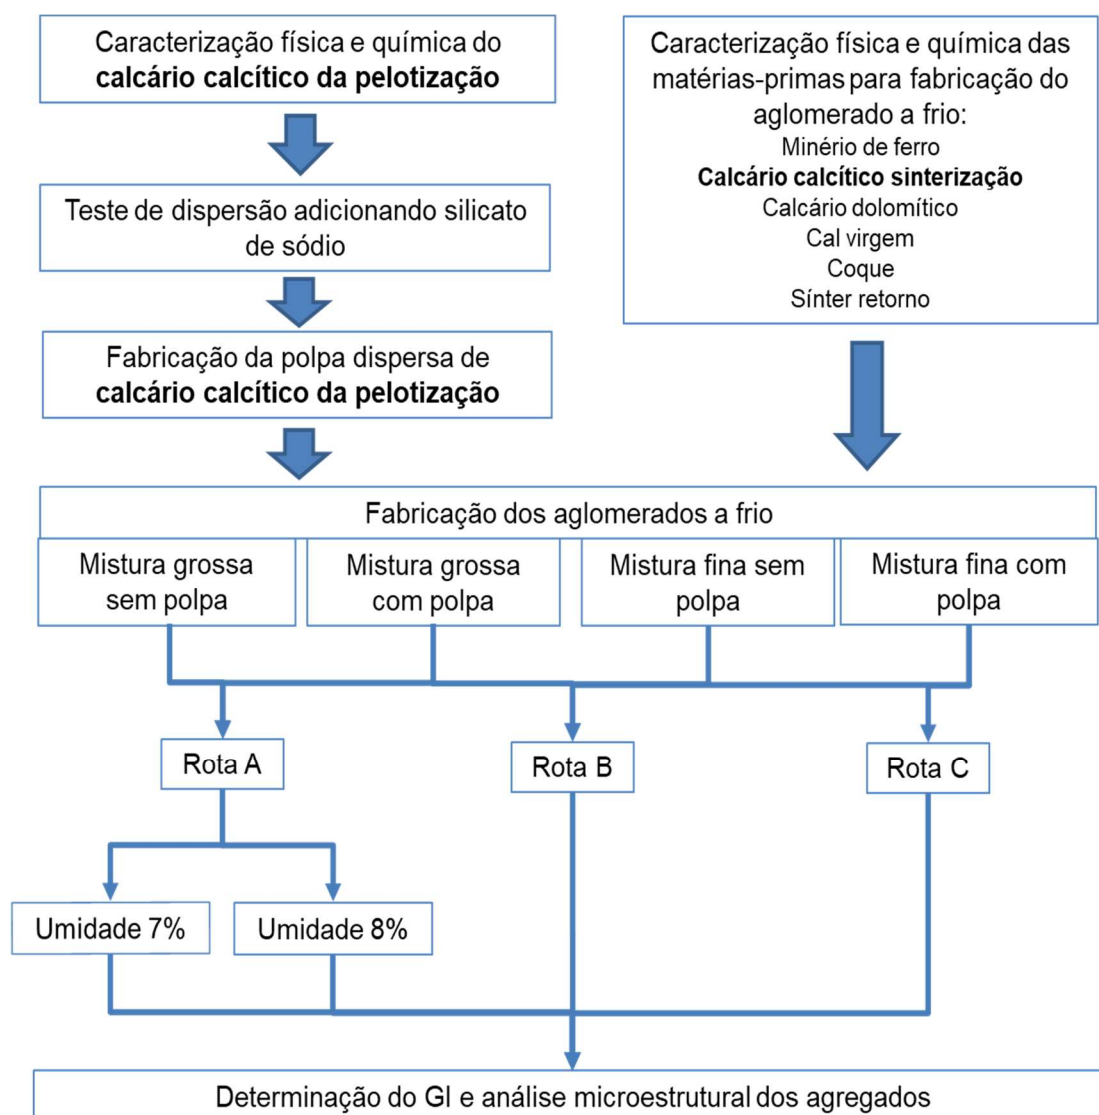 Caracterização física e química do
calcário calcítico da pelotização
Teste de dispersão adicionando silicato
de sódio
Fabricação da polpa dispersa de
calcário calcítico da pelotização
Caracterização física e química das
matérias-primas para fabricação do
aglomerado a frio:
Minério de ferro
Calcário calcítico sinterização
Calcário dolomítico
Cal virgem
Coque
Sínter retorno
Fabricação dos aglomerados a frio
Mistura grossa
sem polpa
Mistura grossa
com polpa
Mistura fina sem
polpa
Mistura fina com
polpa
Rota A
Rota B
Rota C
Umidade 7%
Umidade 8%
Determinação do GI e análise microestrutural dos agregados